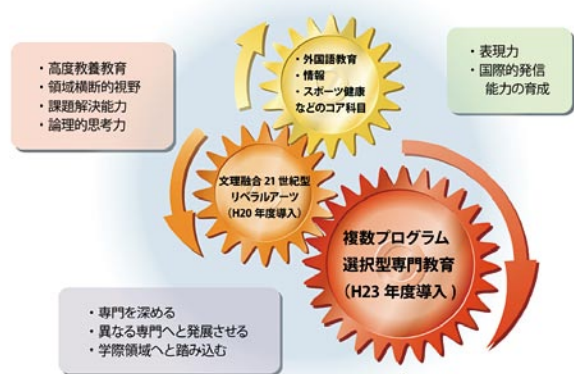 ・高度教養教育
・領域横断的視野
・課題解決能力
・論理的思考力
・外国語教育
・情報
・スポーツ健康
などのコア科目
・表現力
・国際的発信
能力の育成
文理融合21世紀型
リベラルアーツ
（H20年度導入）
複数プログラム
選択型専門教育
（H23年度導入）
・専門を深める
・異なる専門へと発展させる
・学際領域へと踏み込む